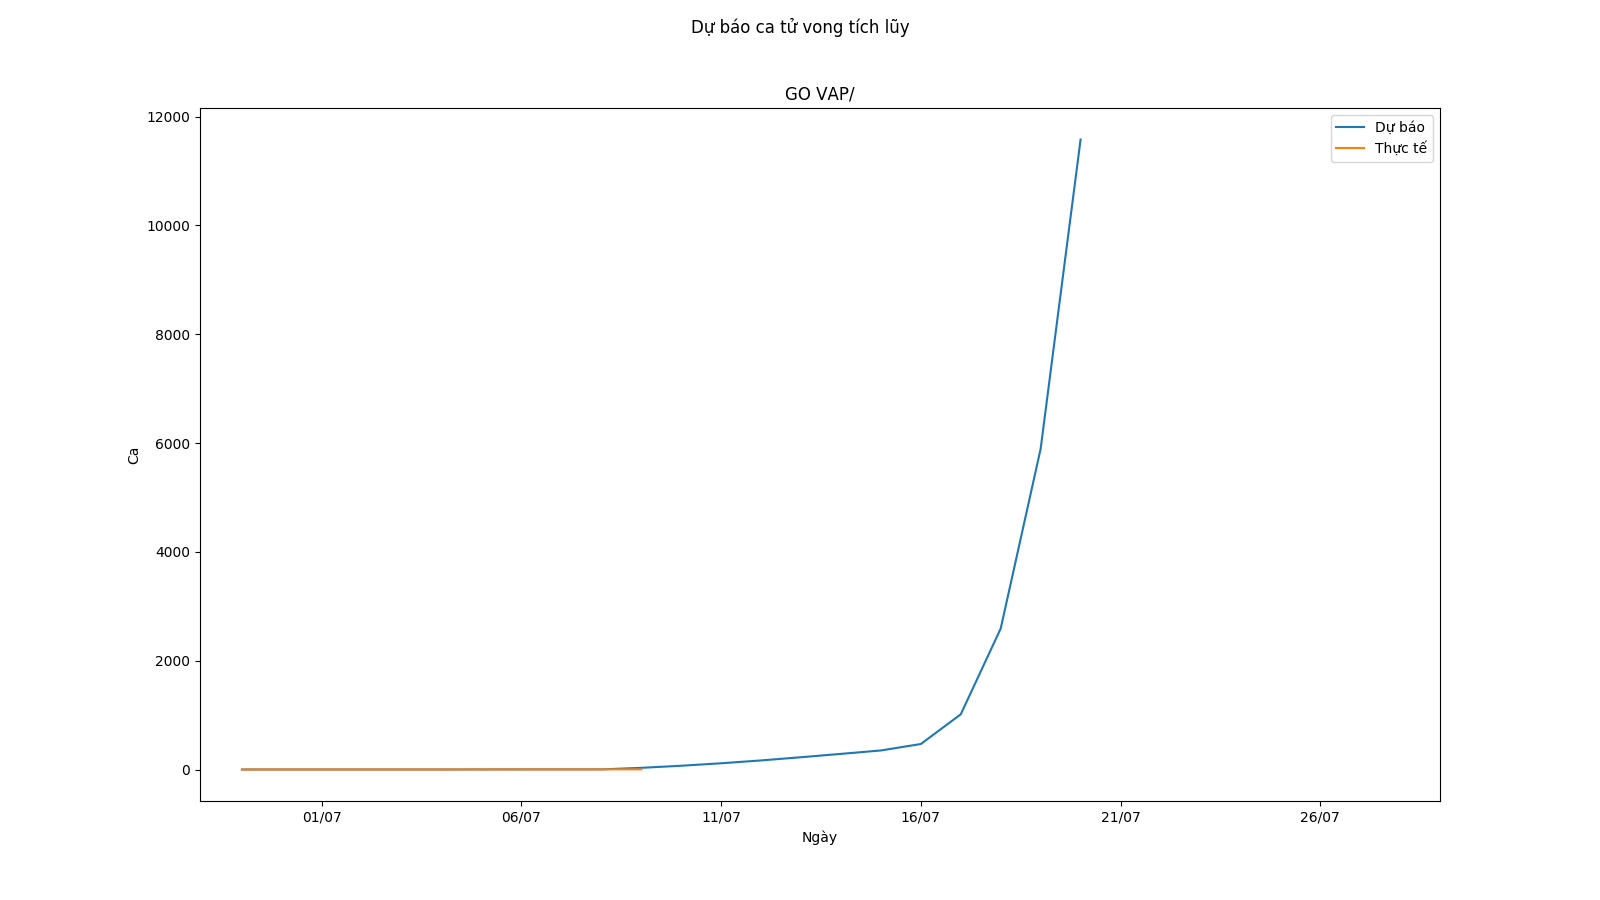 Dự báo ca tử vong tích lũy
GO VAP/
12000
10000
8000
6000
4000
2000
0
Ca
Dự báo
Thực tế
01/07
06/07
11/07
16/07
21/07
26/07
Ngày